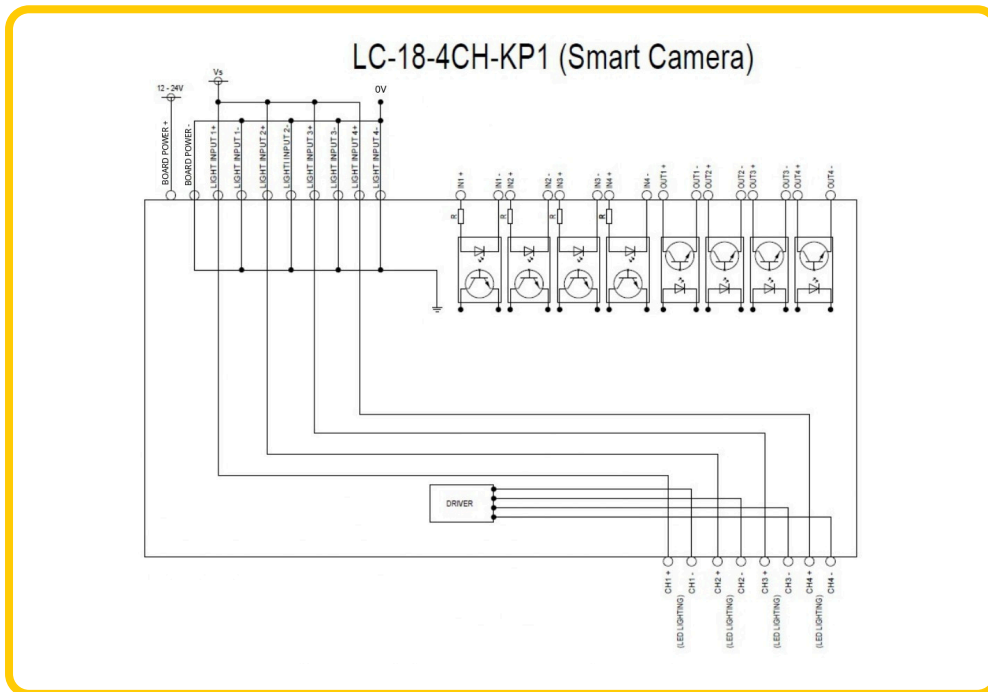 LC-18-4CH-KP1 (Smart Camera)
Vs
12 - 24V
0V
BOARD POWER +
BOARD POWER -
LIGHT INPUT 1+
LIGHT INPUT 1-
LIGHT INPUT 2+
LIGHTI INPUT 2-
LIGHT INPUT 3+
LIGHT INPUT 3-
LIGHT INPUT 4+
LIGHT INPUT 4-
IN1 +
IN1 -
IN2 +
IN2 -
IN3 +
IN3 -
IN4 +
IN4 -
OUT1 +
OUT1 -
OUT2 +
OUT2 -
OUT3 +
OUT3 -
OUT4 +
OUT4 -
R
R
R
R
DRIVER
CH1 +
CH1 -
CH2 +
CH2 -
CH3 +
CH3 -
CH4 +
CH4 -
(LED LIGHTING)
(LED LIGHTING)
(LED LIGHTING)
(LED LIGHTING)